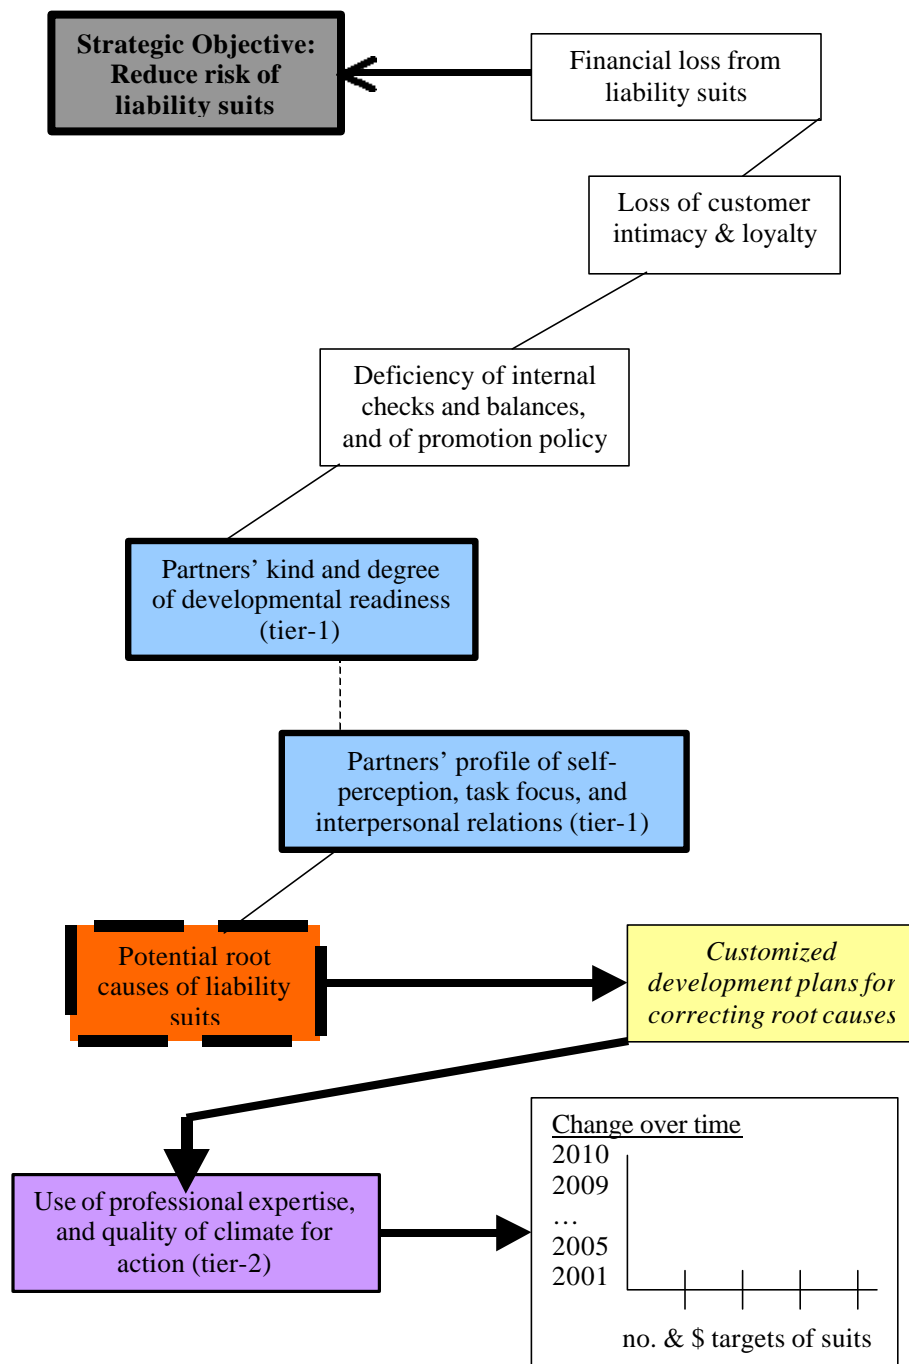 Strategic Objective:
Reduce risk of
liability suits
Financial loss from
liability suits
Loss of customer
intimacy & loyalty
Deficiency of internal
checks and balances,
and of promotion policy
Partners’ kind and degree
of developmental readiness
(tier-1)
Partners’ profile of self-
perception, task focus, and
interpersonal relations (tier-1)
Potential root
causes of liability
suits
Customized
development plans for
correcting root causes
Use of professional expertise,
and quality of climate for
action (tier-2)
Change over time
2010
2009
…
2005
2001
no. & $ targets of suits